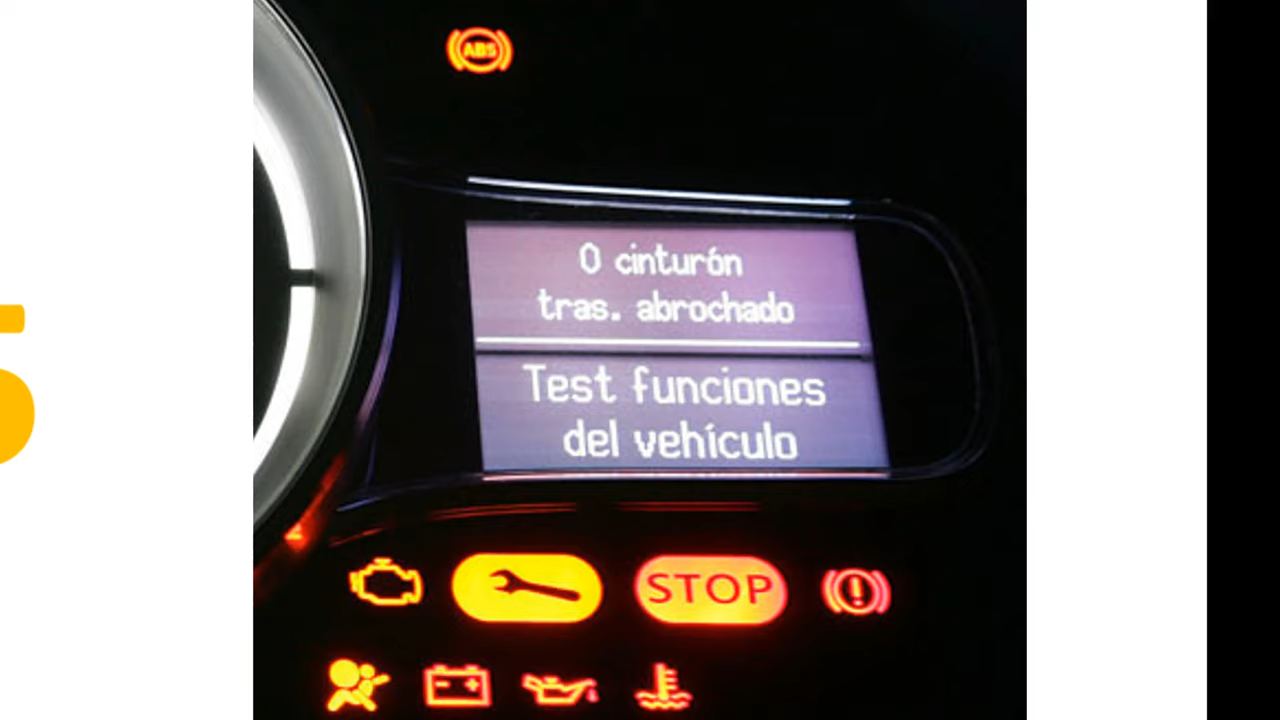 ABS
0 cinturón
tras. abrochado
Test funciones
del vehículo
STOP